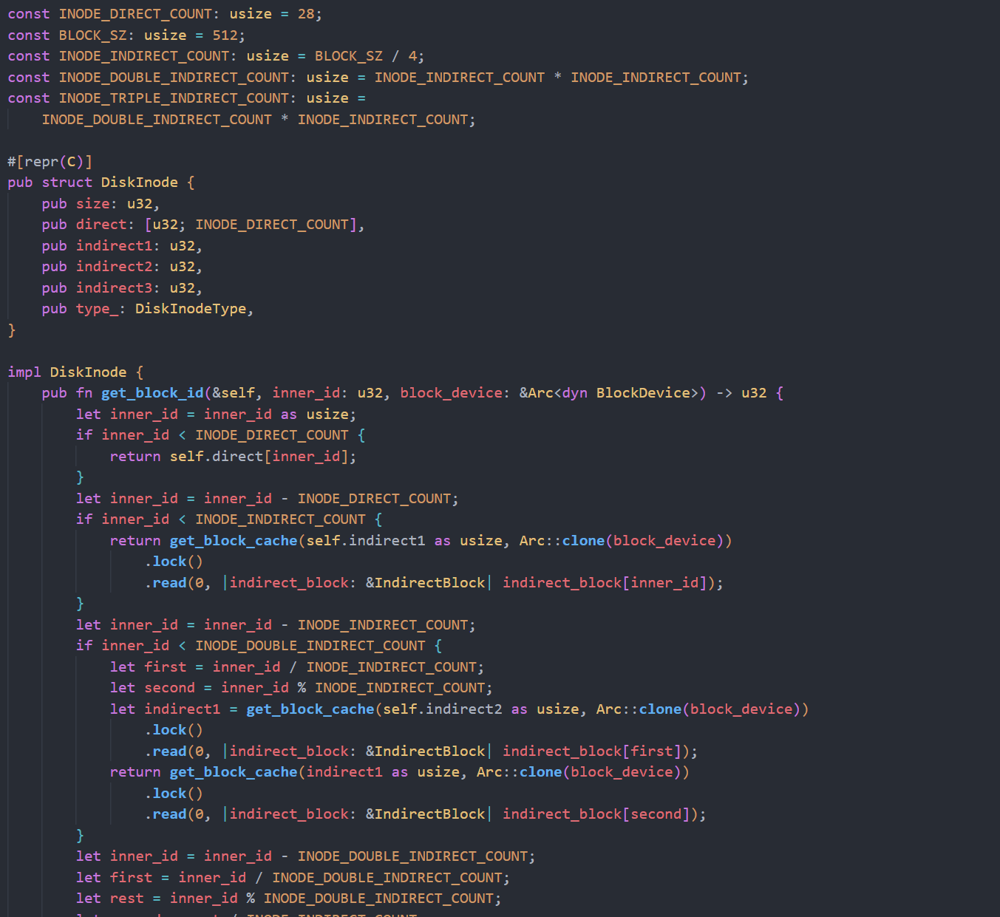 const INODE_DIRECT_COUNT: usize = 28;
const BLOCK_SZ: usize = 512;
const INODE_INDIRECT_COUNT: usize = BLOCK_SZ / 4;
const INODE_DOUBLE_INDIRECT_COUNT: usize = INODE_INDIRECT_COUNT * INODE_INDIRECT_COUNT;
const INODE_TRIPLE_INDIRECT_COUNT: usize =
    INODE_DOUBLE_INDIRECT_COUNT * INODE_INDIRECT_COUNT;

#[repr(C)]
pub struct DiskInode {
    pub size: u32,
    pub direct: [u32; INODE_DIRECT_COUNT],
    pub indirect1: u32,
    pub indirect2: u32,
    pub indirect3: u32,
    pub type_: DiskInodeType,
}

impl DiskInode {
    pub fn get_block_id(&self, inner_id: u32, block_device: &Arc<dyn BlockDevice>) -> u32 {
        let inner_id = inner_id as usize;
        if inner_id < INODE_DIRECT_COUNT {
            return self.direct[inner_id];
        }
        let inner_id = inner_id - INODE_DIRECT_COUNT;
        if inner_id < INODE_INDIRECT_COUNT {
            return get_block_cache(self.indirect1 as usize, Arc::clone(block_device))
                .lock()
                .read(0, |indirect_block: &IndirectBlock| indirect_block[inner_id]);
        }
        let inner_id = inner_id - INODE_INDIRECT_COUNT;
        if inner_id < INODE_DOUBLE_INDIRECT_COUNT {
            let first = inner_id / INODE_INDIRECT_COUNT;
            let second = inner_id % INODE_INDIRECT_COUNT;
            let indirect1 = get_block_cache(self.indirect2 as usize, Arc::clone(block_device))
                .lock()
                .read(0, |indirect_block: &IndirectBlock| indirect_block[first]);
            return get_block_cache(indirect1 as usize, Arc::clone(block_device))
                .lock()
                .read(0, |indirect_block: &IndirectBlock| indirect_block[second]);
        }
        let inner_id = inner_id - INODE_DOUBLE_INDIRECT_COUNT;
        let first = inner_id / INODE_DOUBLE_INDIRECT_COUNT;
        let rest = inner_id % INODE_DOUBLE_INDIRECT_COUNT;